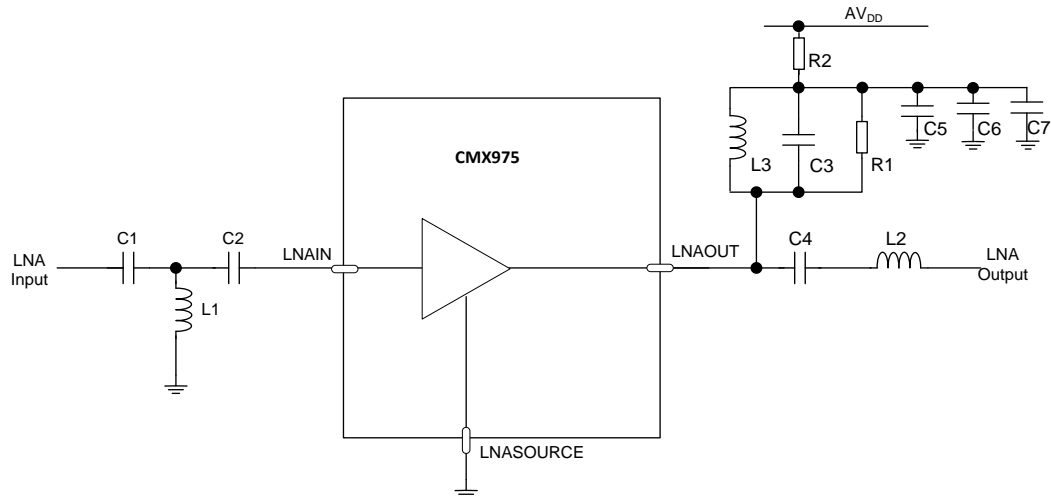 AVDD
R2
C5
C6
C7
L3
C3
R1
CMX975
C1
C2
LNAIN
LNAOUT
C4
L2
LNA
Input
LNA
Output
L1
LNASOURCE